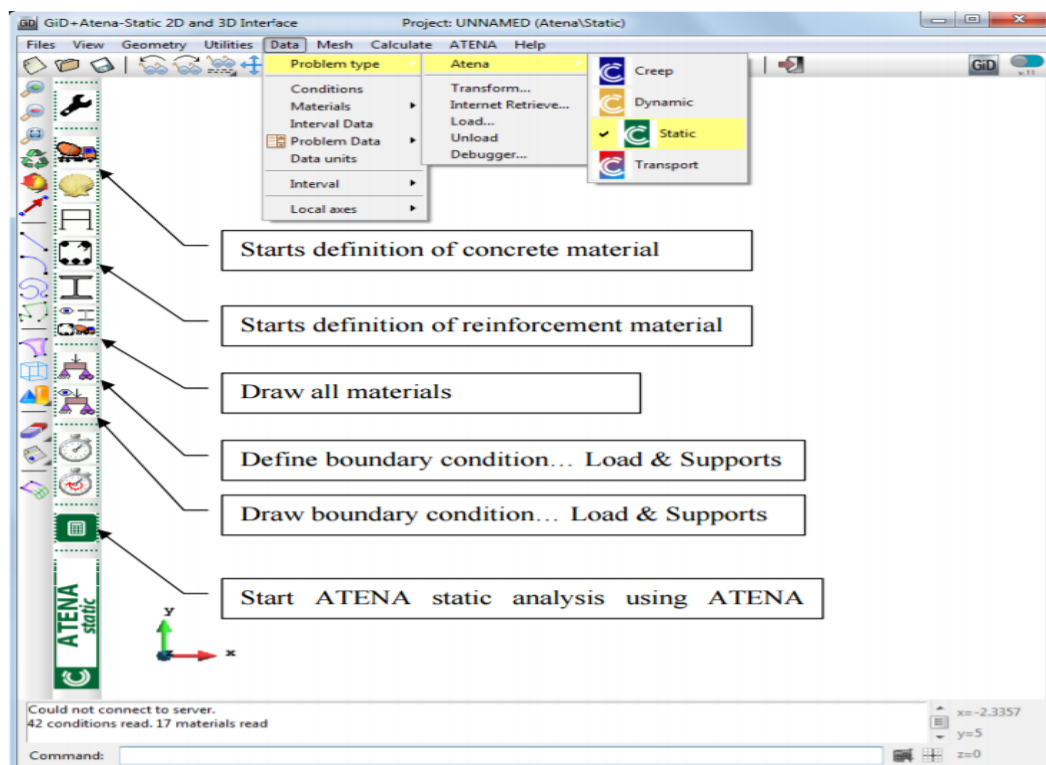 GiD GiD+Atena-Static 2D and 3D Interface Project: UNNAMED (Atena\Static)
Files View Geometry Utilities Data Mesh Calculate ATENA Help
GiD
v.11
Problem type
Conditions
Materials
Interval Data
Problem Data
Data units
Interval
Local axes
Atena
Transform...
Internet Retrieve...
Load...
Unload
Debugger...
Creep
Dynamic
Static
Transport
Starts definition of concrete material
Starts definition of reinforcement material
Draw all materials
Define boundary condition... Load & Supports
Draw boundary condition... Load & Supports
Start ATENA static analysis using ATENA
ATENA
static
y
x
Could not connect to server.
42 conditions read. 17 materials read
Command:
x=-2.3357
y=5
z=0